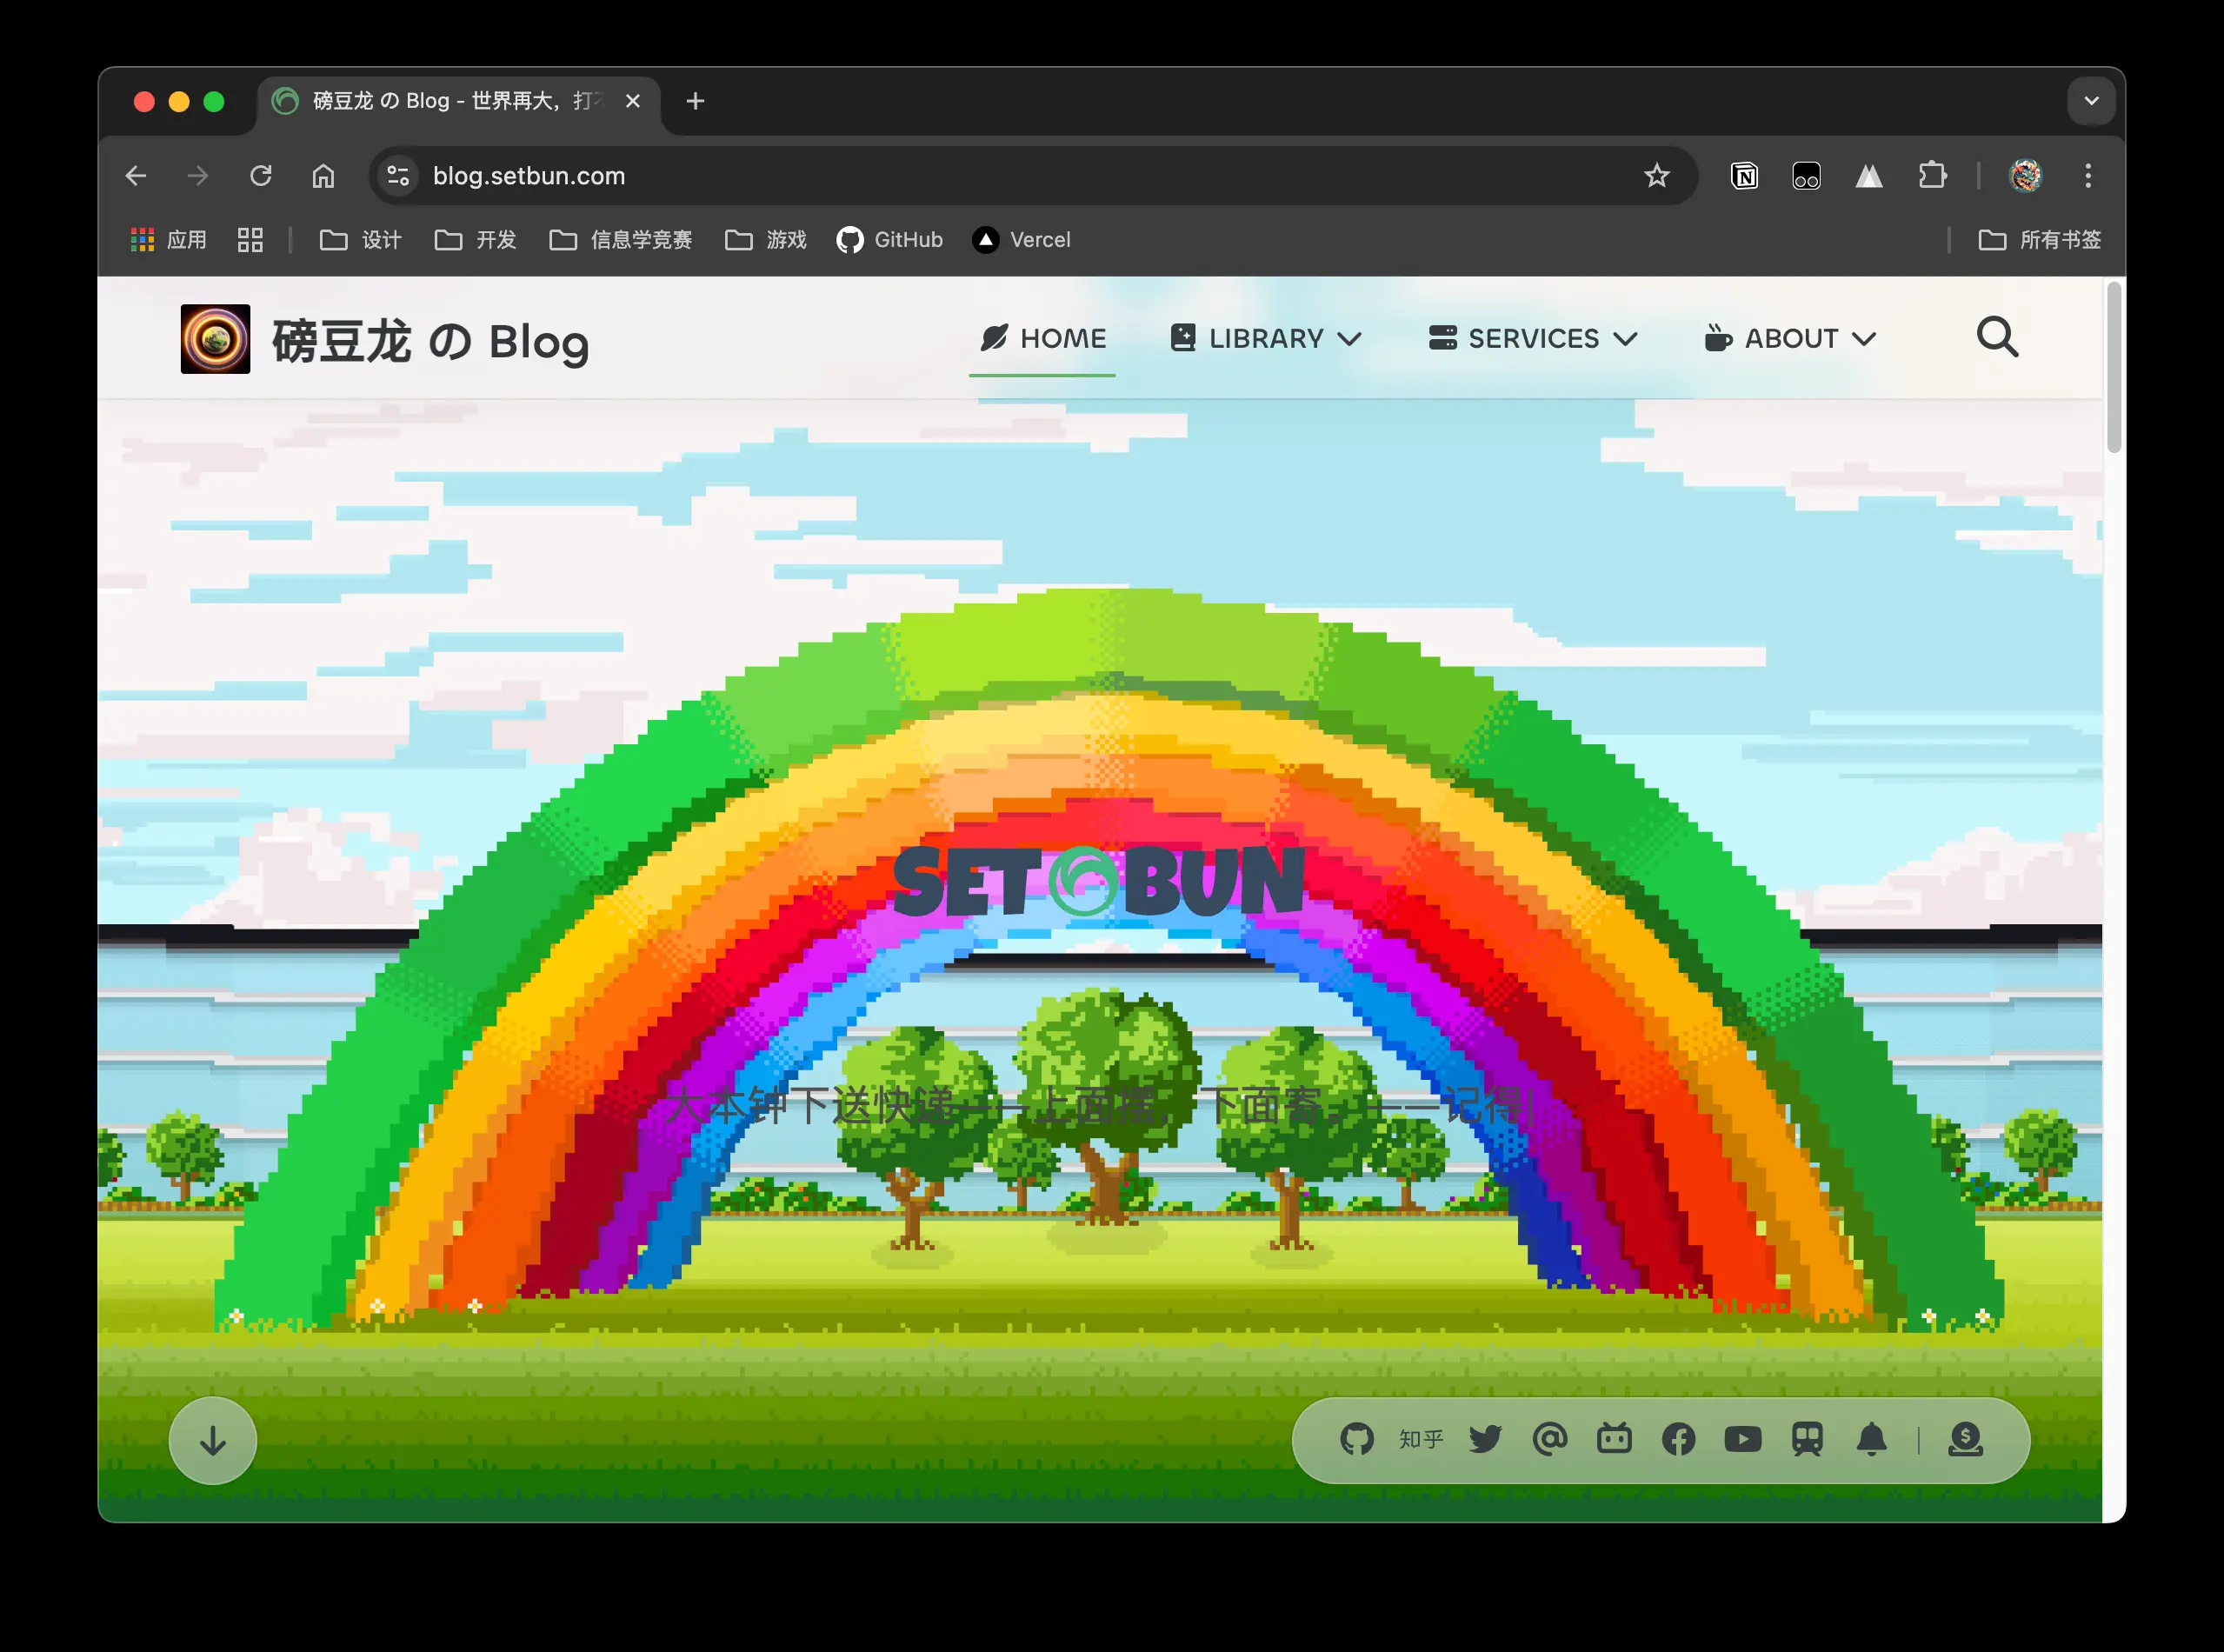 磅豆龙 の Blog - 世界再大，打
blog.setbun.com
应用 设计 开发 信息学竞赛 游戏 GitHub Vercel 所有书签
磅豆龙 の Blog HOME LIBRARY SERVICES ABOUT
SETBUN
大本钟下送快递——上面摆，下面寄。——记得
知乎